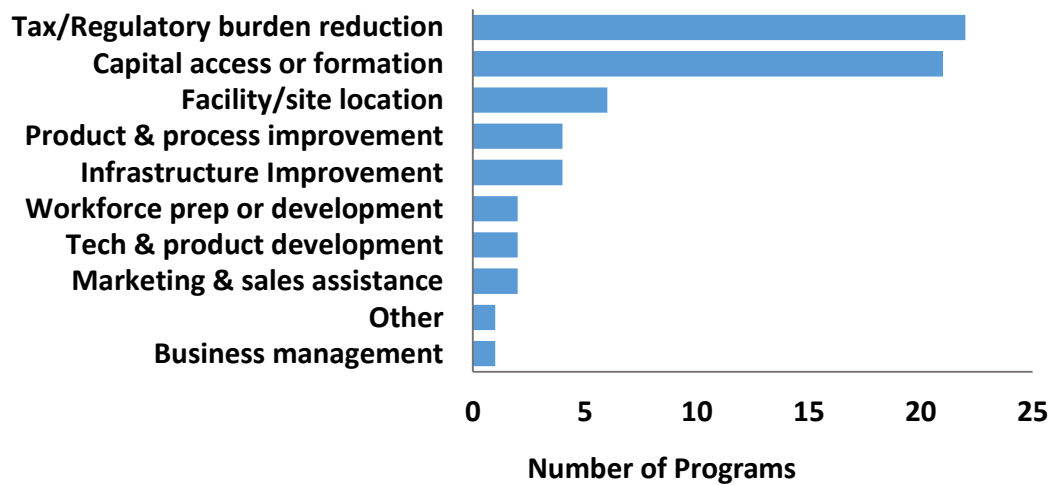 Tax/Regulatory burden reduction
Capital access or formation
Facility/site location
Product & process improvement
Infrastructure Improvement
Workforce prep or development
Tech & product development
Marketing & sales assistance
Other
Business management
0 5 10 15 20 25
Number of Programs